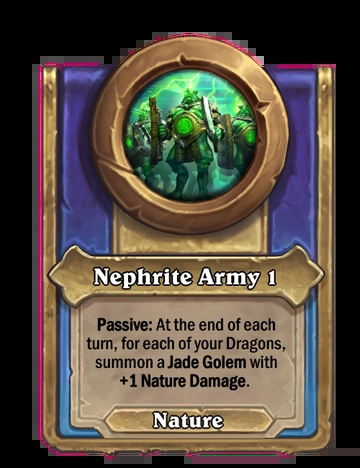 Nephrite Army 1
Passive: At the end of each
turn, for each of your Dragons,
summon a Jade Golem with
+1 Nature Damage.
Nature